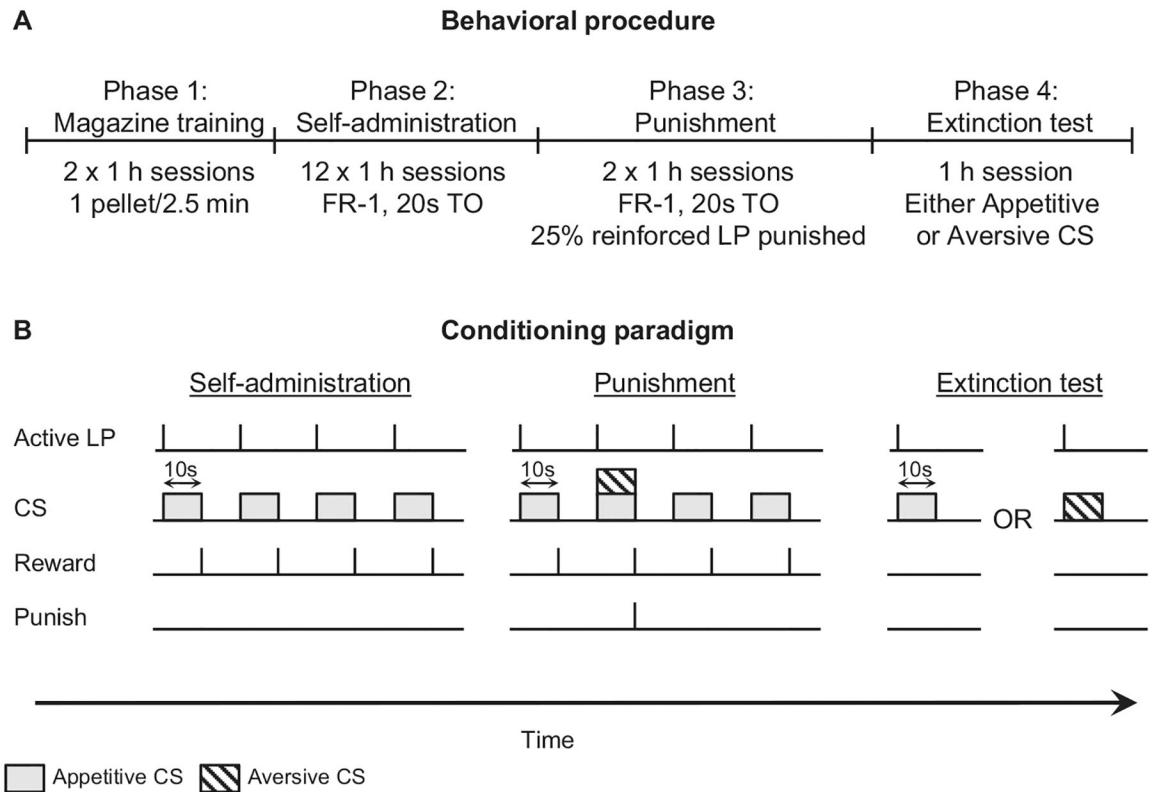 A
Behavioral procedure
Phase 1:
Magazine training
2 x 1 h sessions
1 pellet/2.5 min
Phase 2:
Self-administration
12 x 1 h sessions
FR-1, 20s TO
Phase 3:
Punishment
2 x 1 h sessions
FR-1, 20s TO
25% reinforced LP punished
Phase 4:
Extinction test
1 h session
Either Appetitive
or Aversive CS
B
Conditioning paradigm
Self-administration
Punishment
Extinction test
Active LP
10s
10s
10s
CS
OR
Reward
Punish
Time
Appetitive CS
Aversive CS